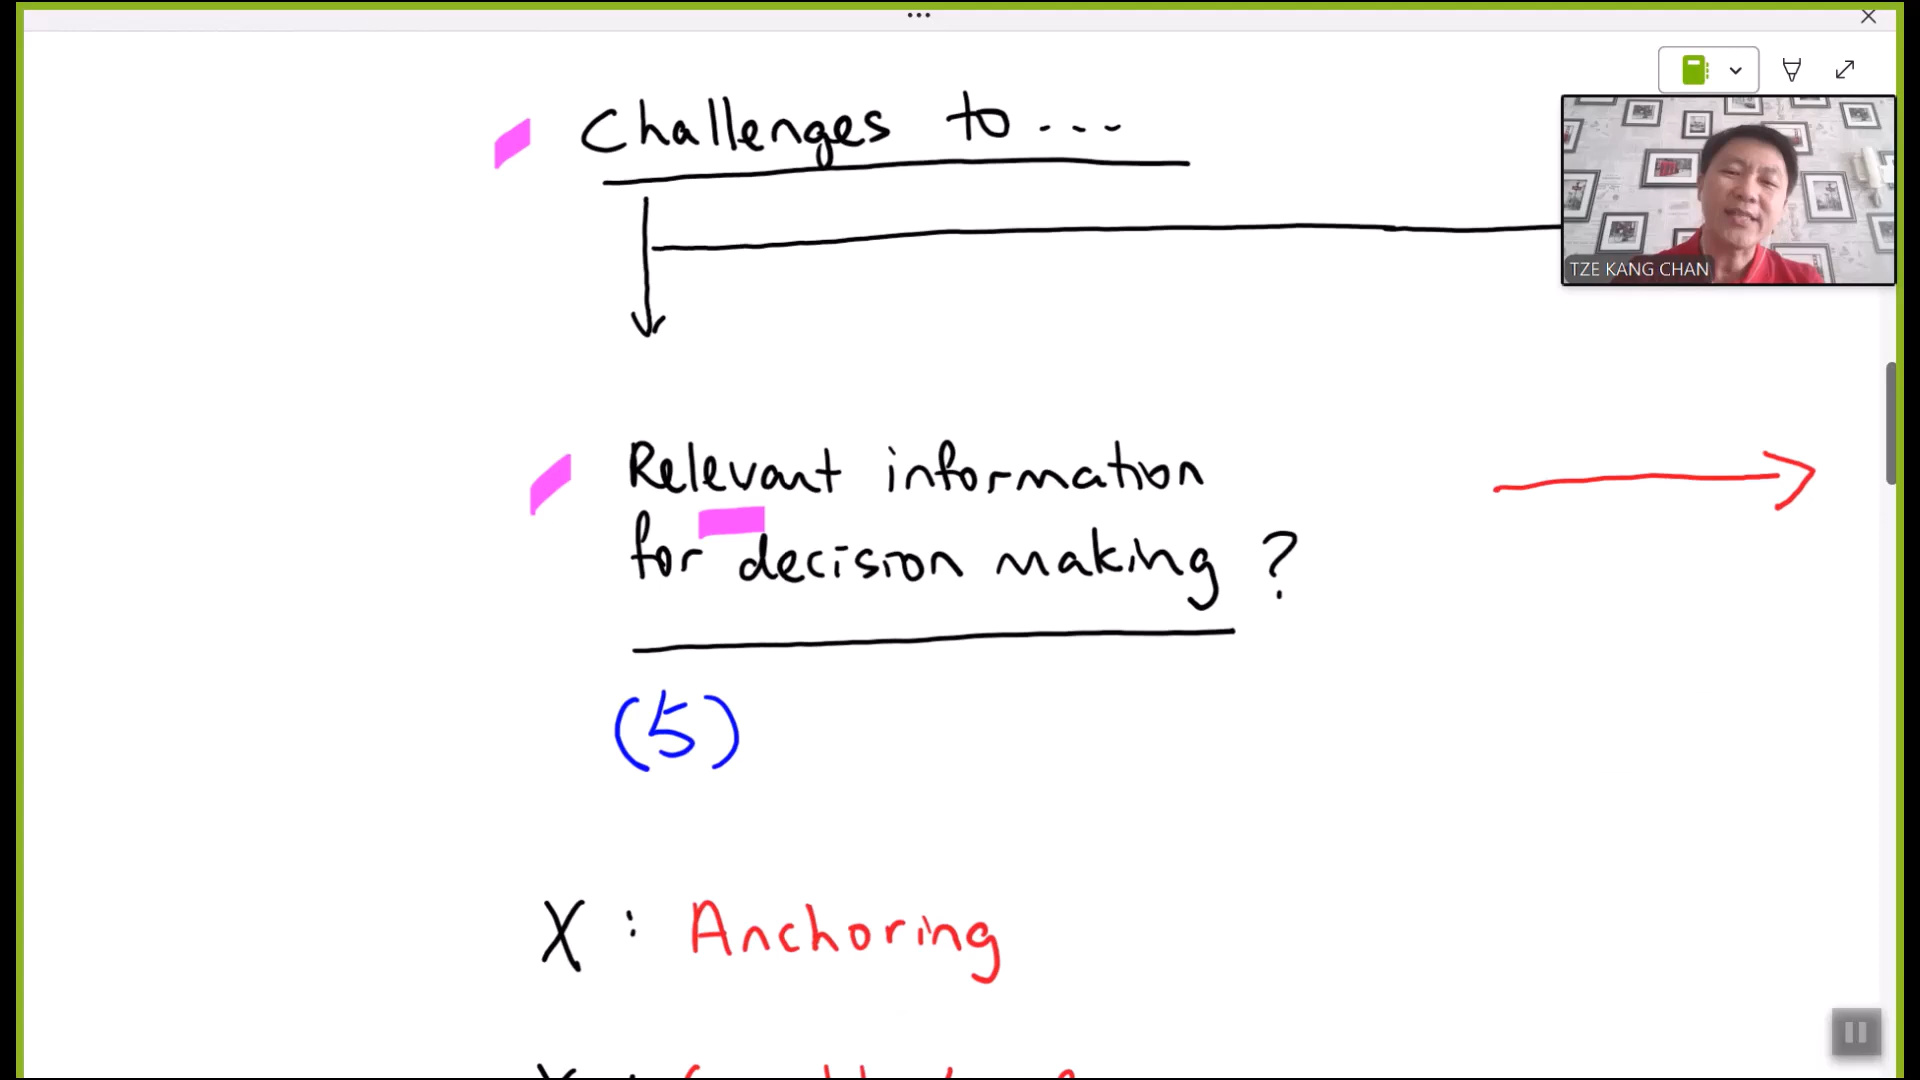 Challenges to ...
TZE KANG CHAN
Relevant information
for decision making ?
(5)
X : Anchoring